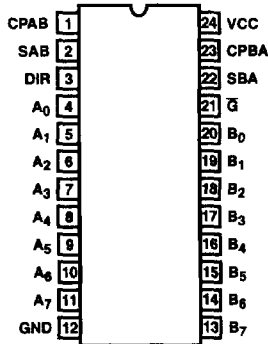 CPAB 1 24 VCC
SAB 2 23 CPBA
DIR 3 22 SBA
A₀ 4 21 G̅
A₁ 5 20 B₀
A₂ 6 19 B₁
A₃ 7 18 B₂
A₄ 8 17 B₃
A₅ 9 16 B₄
A₆ 10 15 B₅
A₇ 11 14 B₆
GND 12 13 B₇